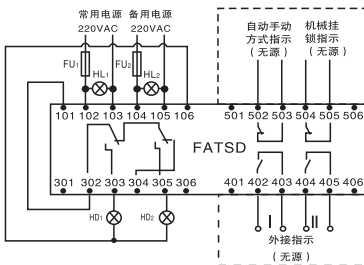 常用电源 备用电源
220VAC 220VAC
自动手动 机械挂
方式指示 锁指示
(无源) (无源)
FU1 FU2
HL1 HL2
101 102 103 104 105 106 501 502 503 504 505 506
FATSD
301 302 303 304 305 306 401 402 403 404 405 406
HD1 HD2
I II
外接指示
(无源)